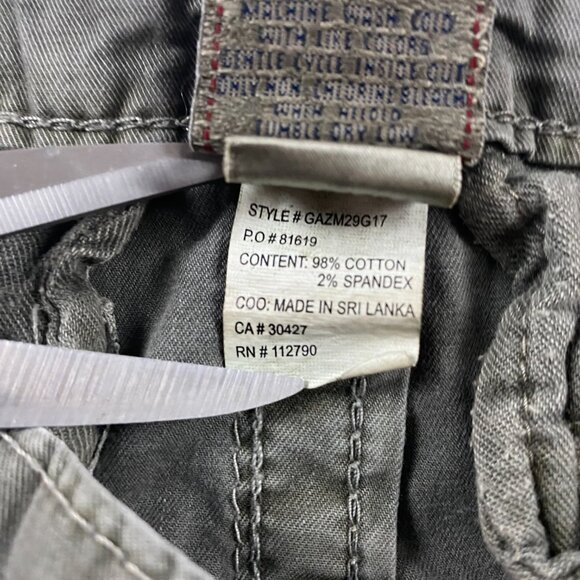 MACHINE WASH COLD
WITH LIKE COLORS
GENTLE CYCLE INSIDE OUT
ONLY NON CHLORINE BLEACH
WHEN NEEDED
TUMBLE DRY LOW
STYLE # GAZM29G17
P.O # 81619
CONTENT: 98% COTTON
2% SPANDEX
COO: MADE IN SRI LANKA
CA # 30427
RN # 112790